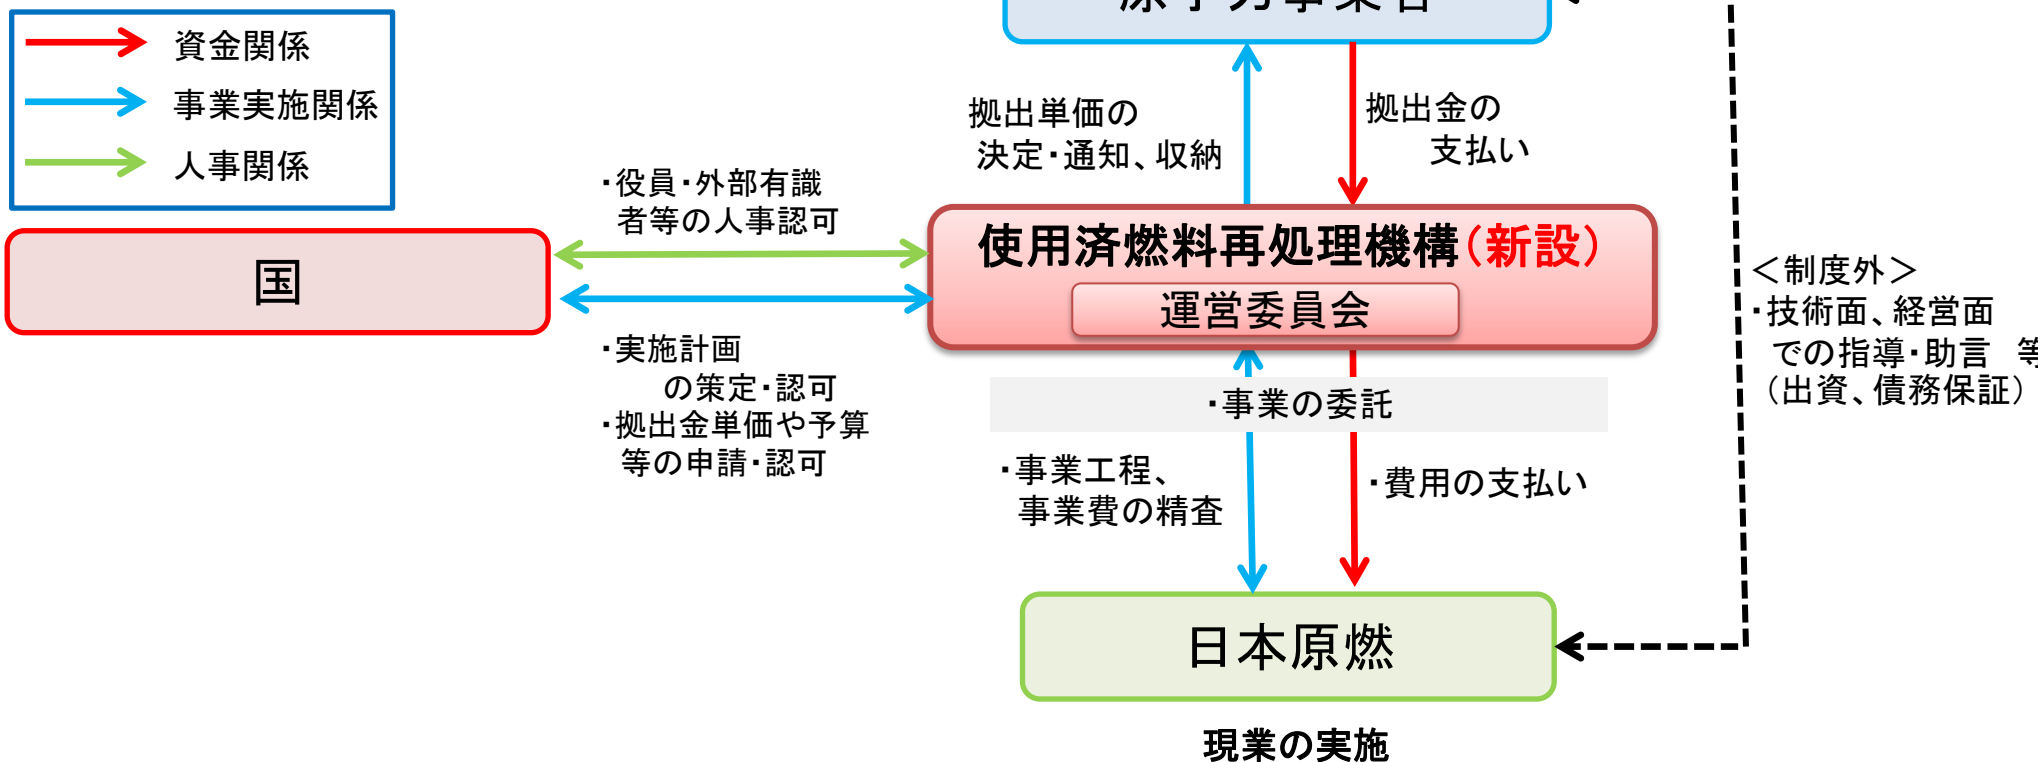 原子力事業者
資金関係
事業実施関係
人事関係
拠出単価の
決定・通知、収納
拠出金の
支払い
・役員・外部有識
者等の人事認可
国
使用済燃料再処理機構(新設)
運営委員会
・実施計画
の策定・認可
・拠出金単価や予算
等の申請・認可
＜制度外＞
・技術面、経営面
での指導・助言 等
(出資、債務保証)
・事業の委託
・事業工程、
事業費の精査
・費用の支払い
日本原燃
現業の実施